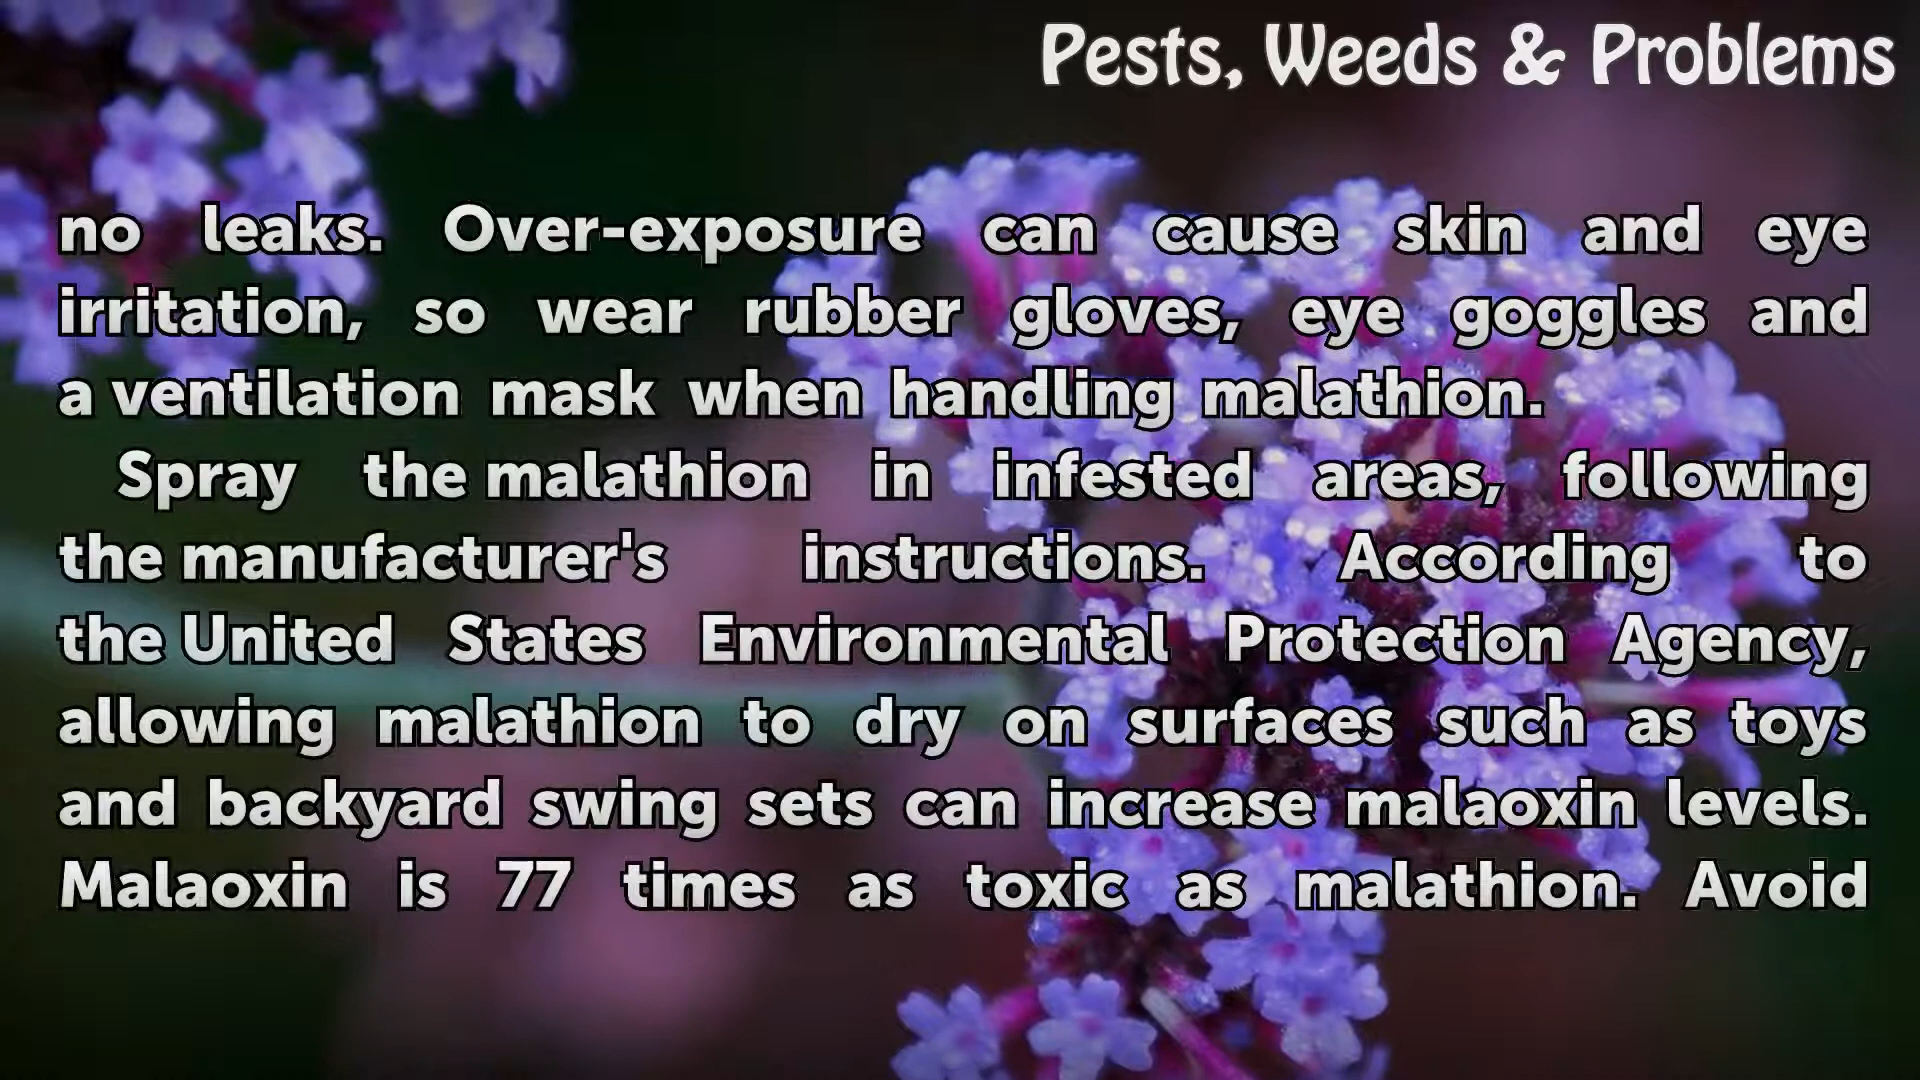 Pests, Weeds & Problems
no leaks. Over-exposure can cause skin and eye
irritation, so wear rubber gloves, eye goggles and
a ventilation mask when handling malathion.
Spray the malathion in infested areas, following
the manufacturer's instructions. According to
the United States Environmental Protection Agency,
allowing malathion to dry on surfaces such as toys
and backyard swing sets can increase malaoxin levels.
Malaoxin is 77 times as toxic as malathion. Avoid